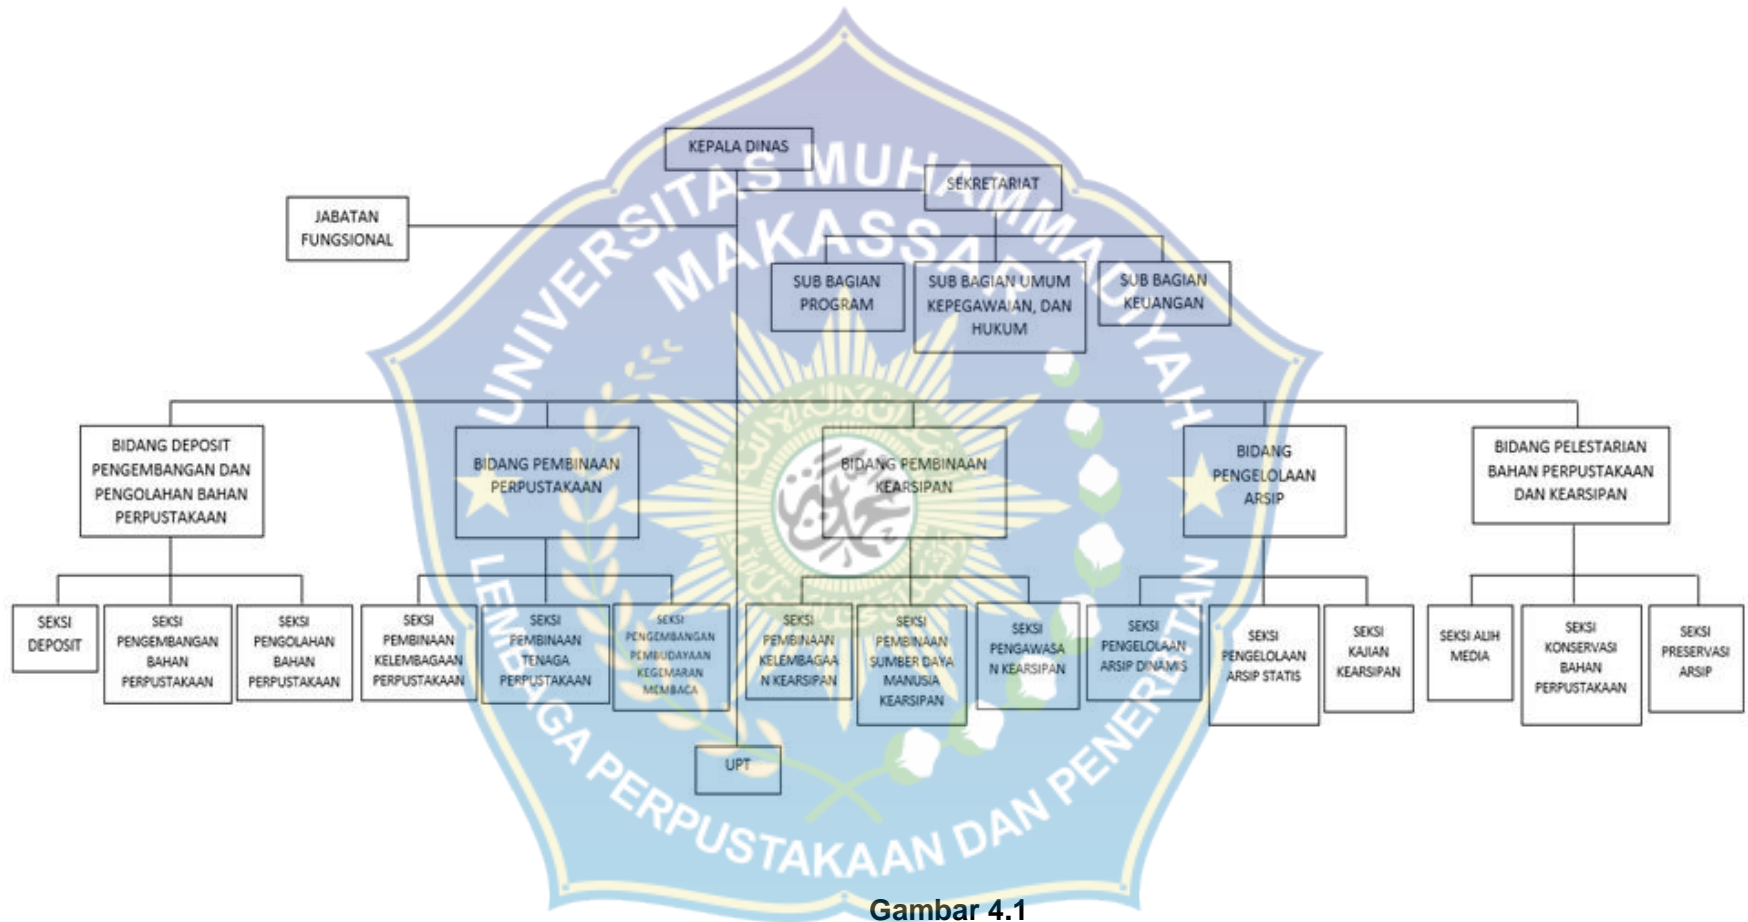 KEPALA DINAS
SEKRETARIAT
JABATAN
FUNGSIONAL
SUB BAGIAN
PROGRAM
SUB BAGIAN UMUM
KEPEGAWAIAN, DAN
HUKUM
SUB BAGIAN
KEUANGAN
BIDANG DEPOSIT
PENGEMBANGAN DAN
PENGOLAHAN BAHAN
PERPUSTAKAAN
BIDANG PEMBINAAN
PERPUSTAKAAN
BIDANG PEMBINAAN
KEARSIPAN
BIDANG
PENGELOLAAN
ARSIP
BIDANG PELESTARIAN
BAHAN PERPUSTAKAAN
DAN KEARSIPAN
SEKSI
DEPOSIT
SEKSI
PENGEMBANGAN
BAHAN
PERPUSTAKAAN
SEKSI
PENGOLAHAN
BAHAN
PERPUSTAKAAN
SEKSI
PEMBINAAN
KELEMBAGAAN
PERPUSTAKAAN
SEKSI
PEMBINAAN
TENAGA
PERPUSTAKAAN
SEKSI
PENGEMBANGAN
PEMBUDAYAAN
KEGEMARAN
MEMBACA
SEKSI
PEMBINAAN
KELEMBAGAA
N KEARSIPAN
SEKSI
PEMBINAAN
SUMBER DAYA
MANUSIA
KEARSIPAN
SEKSI
PENGAWASA
N KEARSIPAN
SEKSI
PENGELOLAAN
ARSIP DINAMIS
SEKSI
PENGELOLAAN
ARSIP STATIS
SEKSI
KAJIAN
KEARSIPAN
SEKSI ALIH
MEDIA
SEKSI
KONSERVASI
BAHAN
PERPUSTAKAAN
SEKSI
PRESERVASI
ARSIP
UPT
UNIVERSITAS MUHAMMADIYAH
MAKASSAR
LEMBAGA PERPUSTAKAAN DAN PENERBITAN
Gambar 4.1